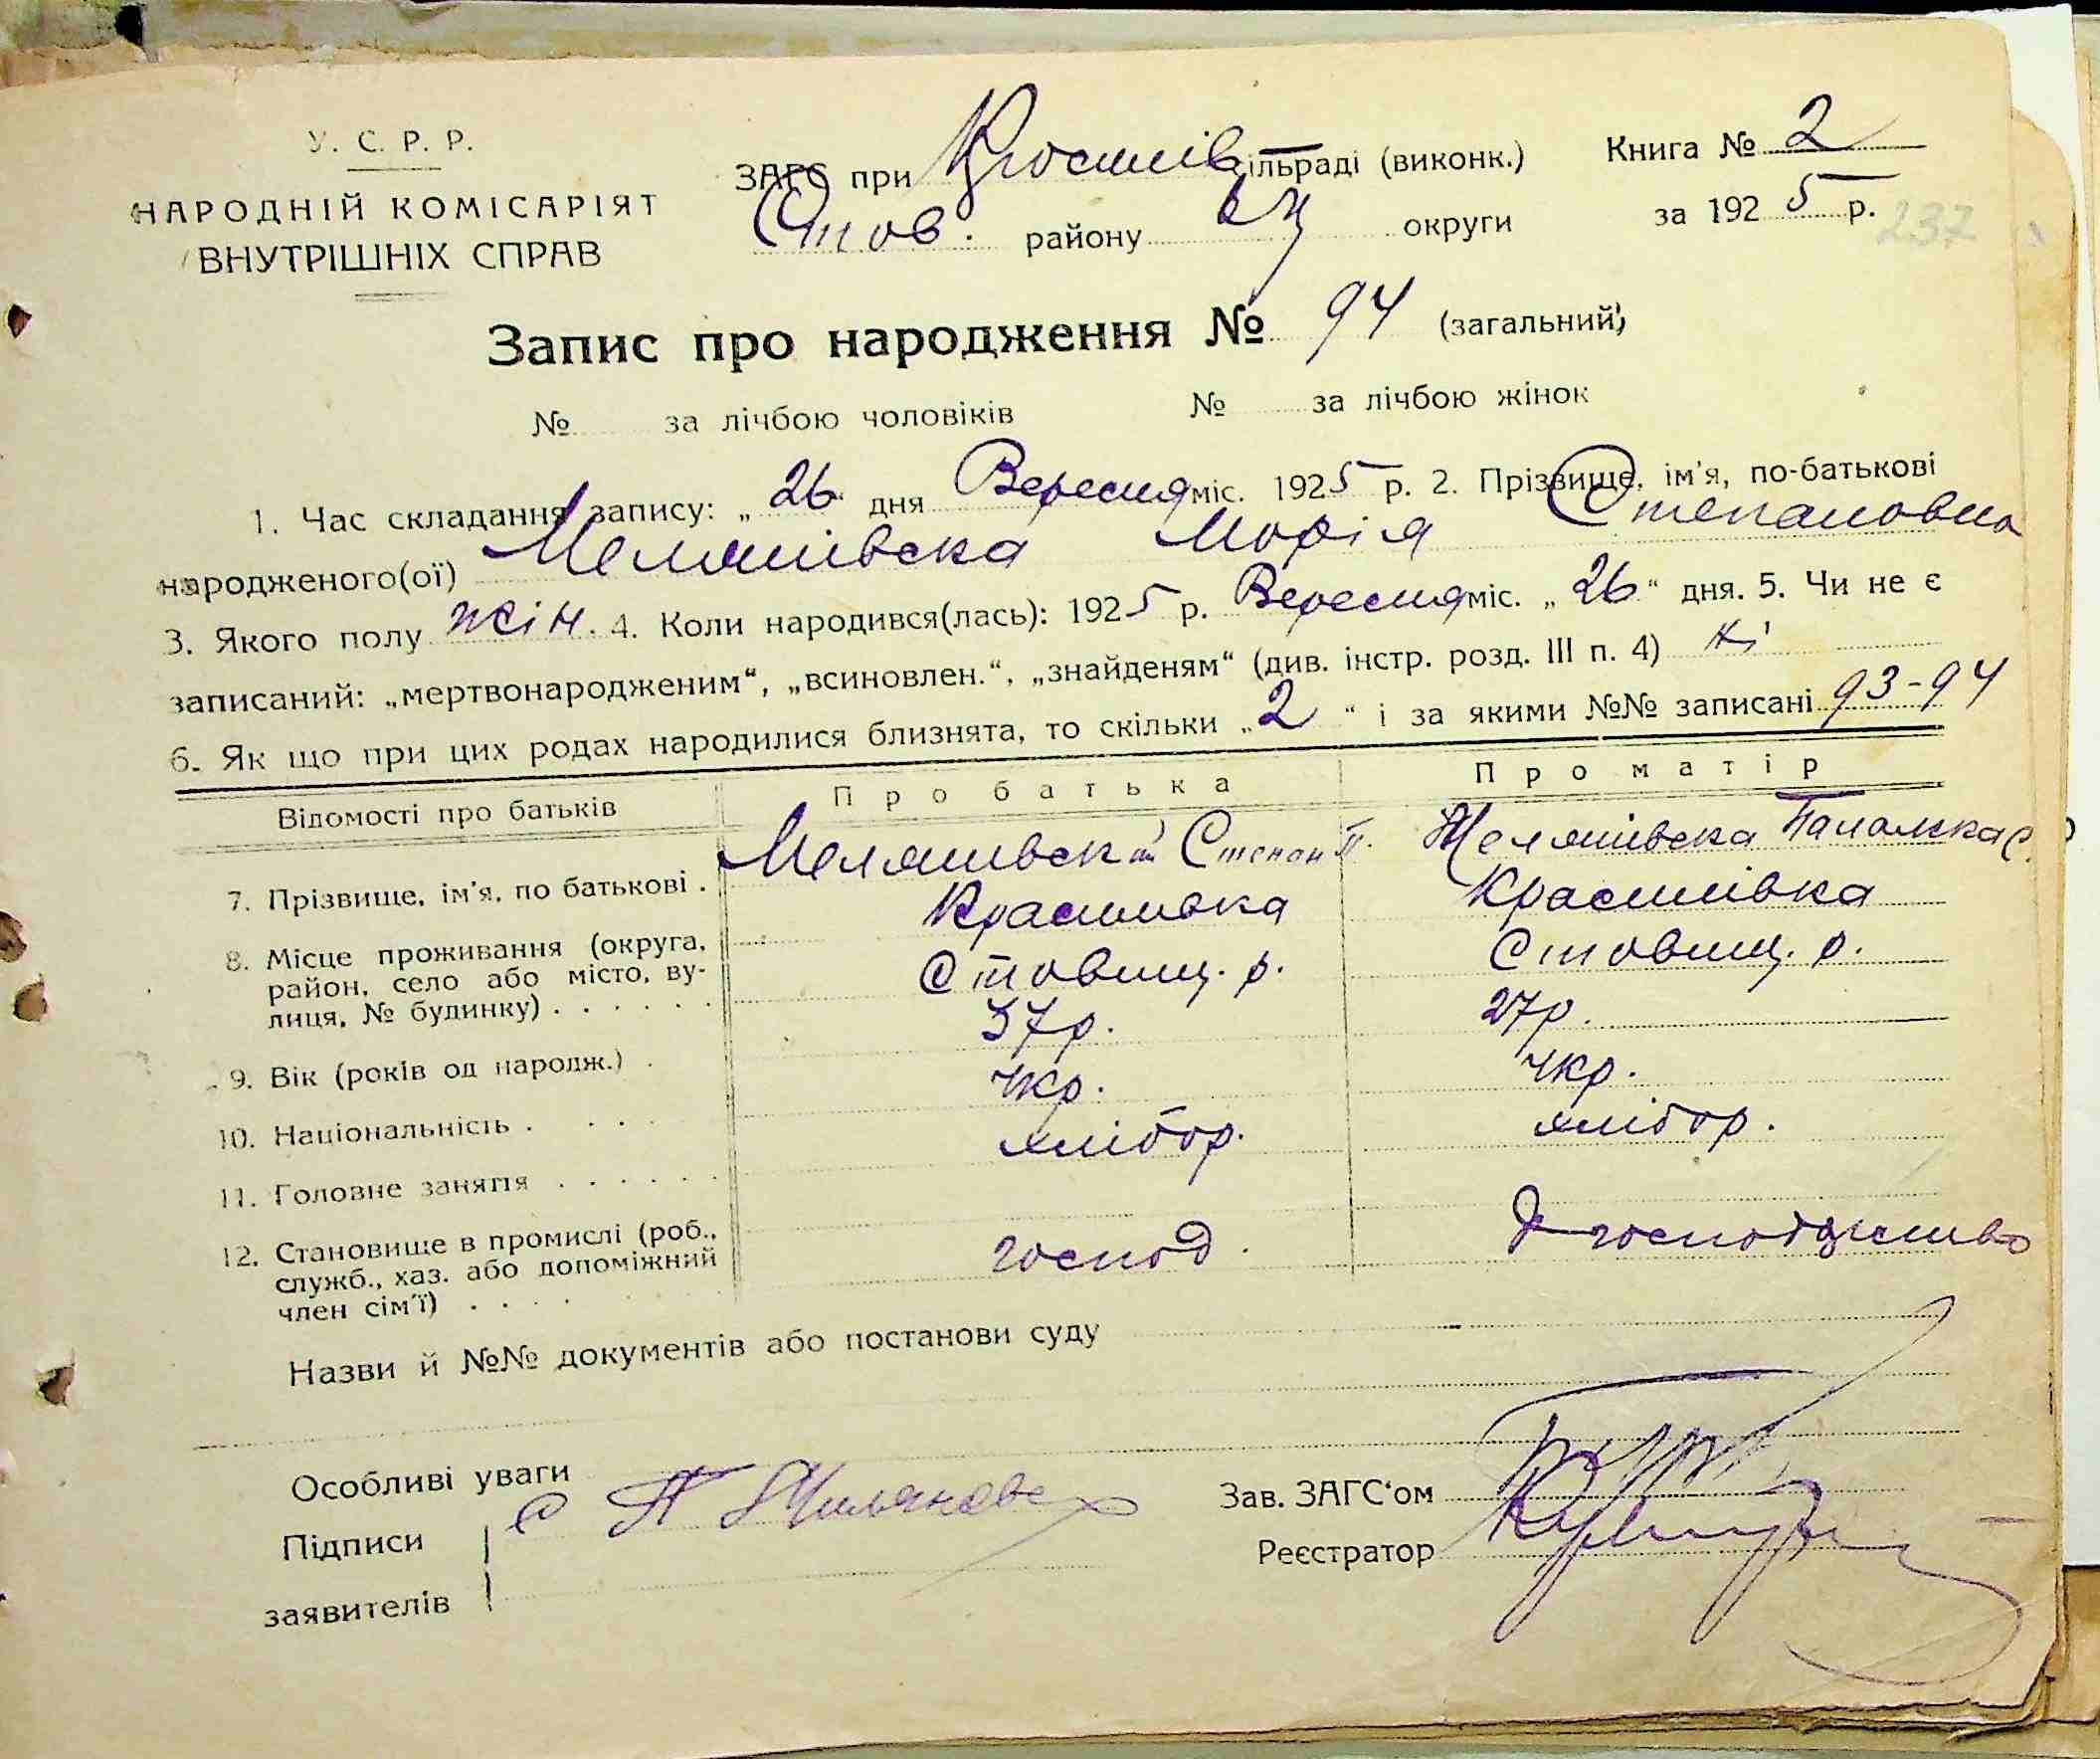 У. С. Р. Р.
НАРОДНІЙ КОМІСАРІЯТ
ВНУТРІШНІХ СПРАВ
ЗАГС при сільраді (виконк.) Книга № 2
Стов. району округи за 1925 р.
237
Запис про народження № 94 (загальний)
№ за лічбою чоловіків № за лічбою жінок
1. Час складання запису: „26" дня Вересня міс. 1925 р. 2. Прізвище, ім'я, по-батькові
народженого(ої) Меляшівска Марія Степановна
3. Якого полу жін. 4. Коли народився(лась): 1925 р. Вересня міс. „26" дня. 5. Чи не є
записаний: „мертвонародженим", „всиновлен.", „знайденям" (див. інстр. розд. III п. 4) ні
6. Як що при цих родах народилися близнята, то скільки „2" і за якими №№ записані 93-94
Відомості про батьків Про батька Про матір
7. Прізвище, ім'я, по батькові . Степан П.
8. Місце проживання (округа, район, село або місто, вулиця, № будинку) . . . . . . Красилівка Ставищ. р. Красилівка Ставищ. р.
9. Вік (років од народж.) . 37р. 27р.
10. Національність . . . . Укр. Укр.
11. Головне заняття . . . . . . хлібор. хлібор.
12. Становище в промислі (роб., служб., хаз. або допоміжний член сім'ї) . . . господ.
Назви й №№ документів або постанови суду
Особливі уваги
Підписи
заявителів
Зав. ЗАГС'ом
Реєстратор